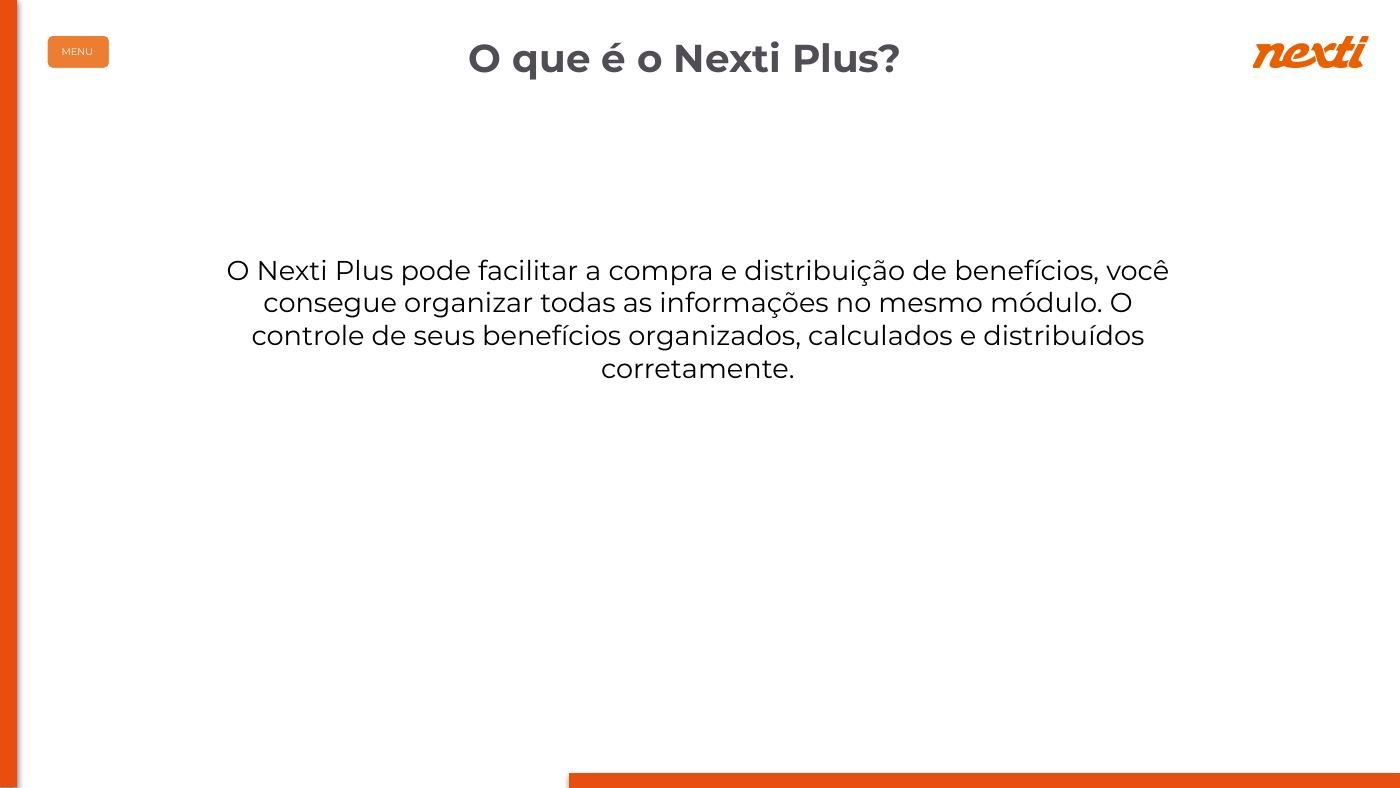 MENU
O que é o Nexti Plus?
nexti
O Nexti Plus pode facilitar a compra e distribuição de benefícios, você
consegue organizar todas as informações no mesmo módulo. O
controle de seus benefícios organizados, calculados e distribuídos
corretamente.